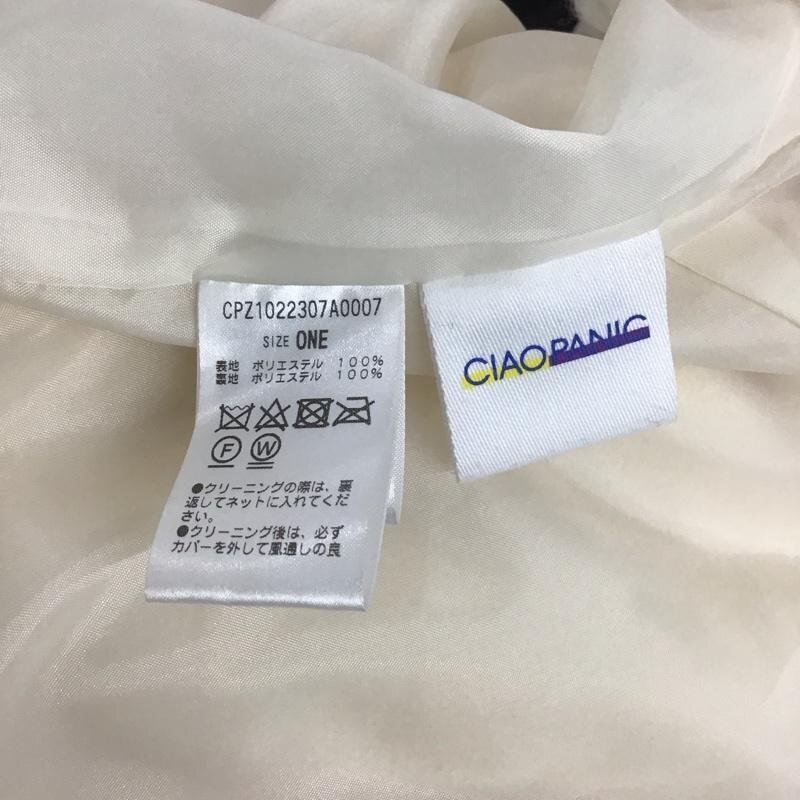 CPZ1022307A0007
SIZE ONE
表地 ポリエステル 100%
裏地 ポリエステル 100%
F W
●クリーニングの際は、裏
返してネットに入れてくだ
さい。
●クリーニング後は、必ず
カバーを外して風通しの良
CIAOPANIC